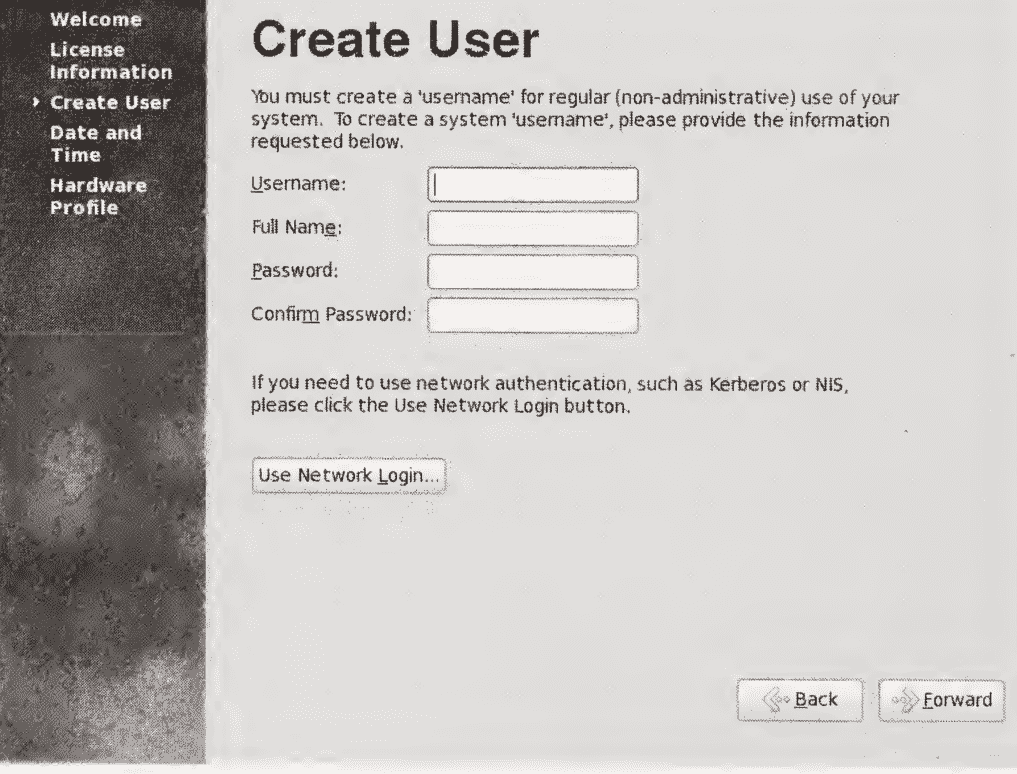 Welcome
License
Information
Create User
Date and
Time
Hardware
Profile
Create User
You must create a 'username' for regular (non-administrative) use of your
system. To create a system 'username', please provide the information
requested below.
Username:
Full Name:
Password:
Confirm Password:
If you need to use network authentication, such as Kerberos or NIS,
please click the Use Network Login button.
Use Network Login...
Back
Forward